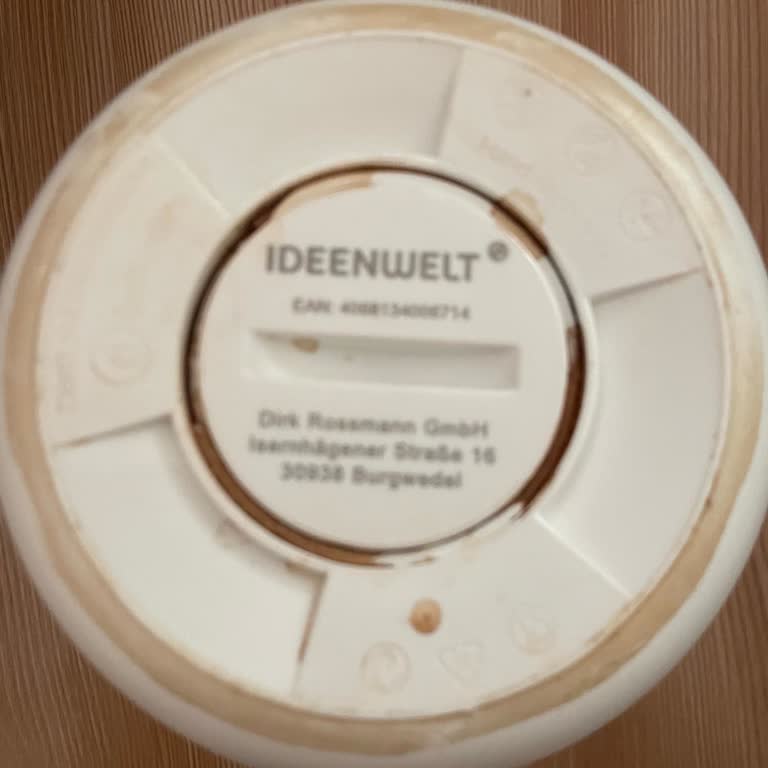 IDEENWELT
EAN: 4068134006714
Dirk Rossmann GmbH
Isernhägener Straße 16
30938 Burgwedel